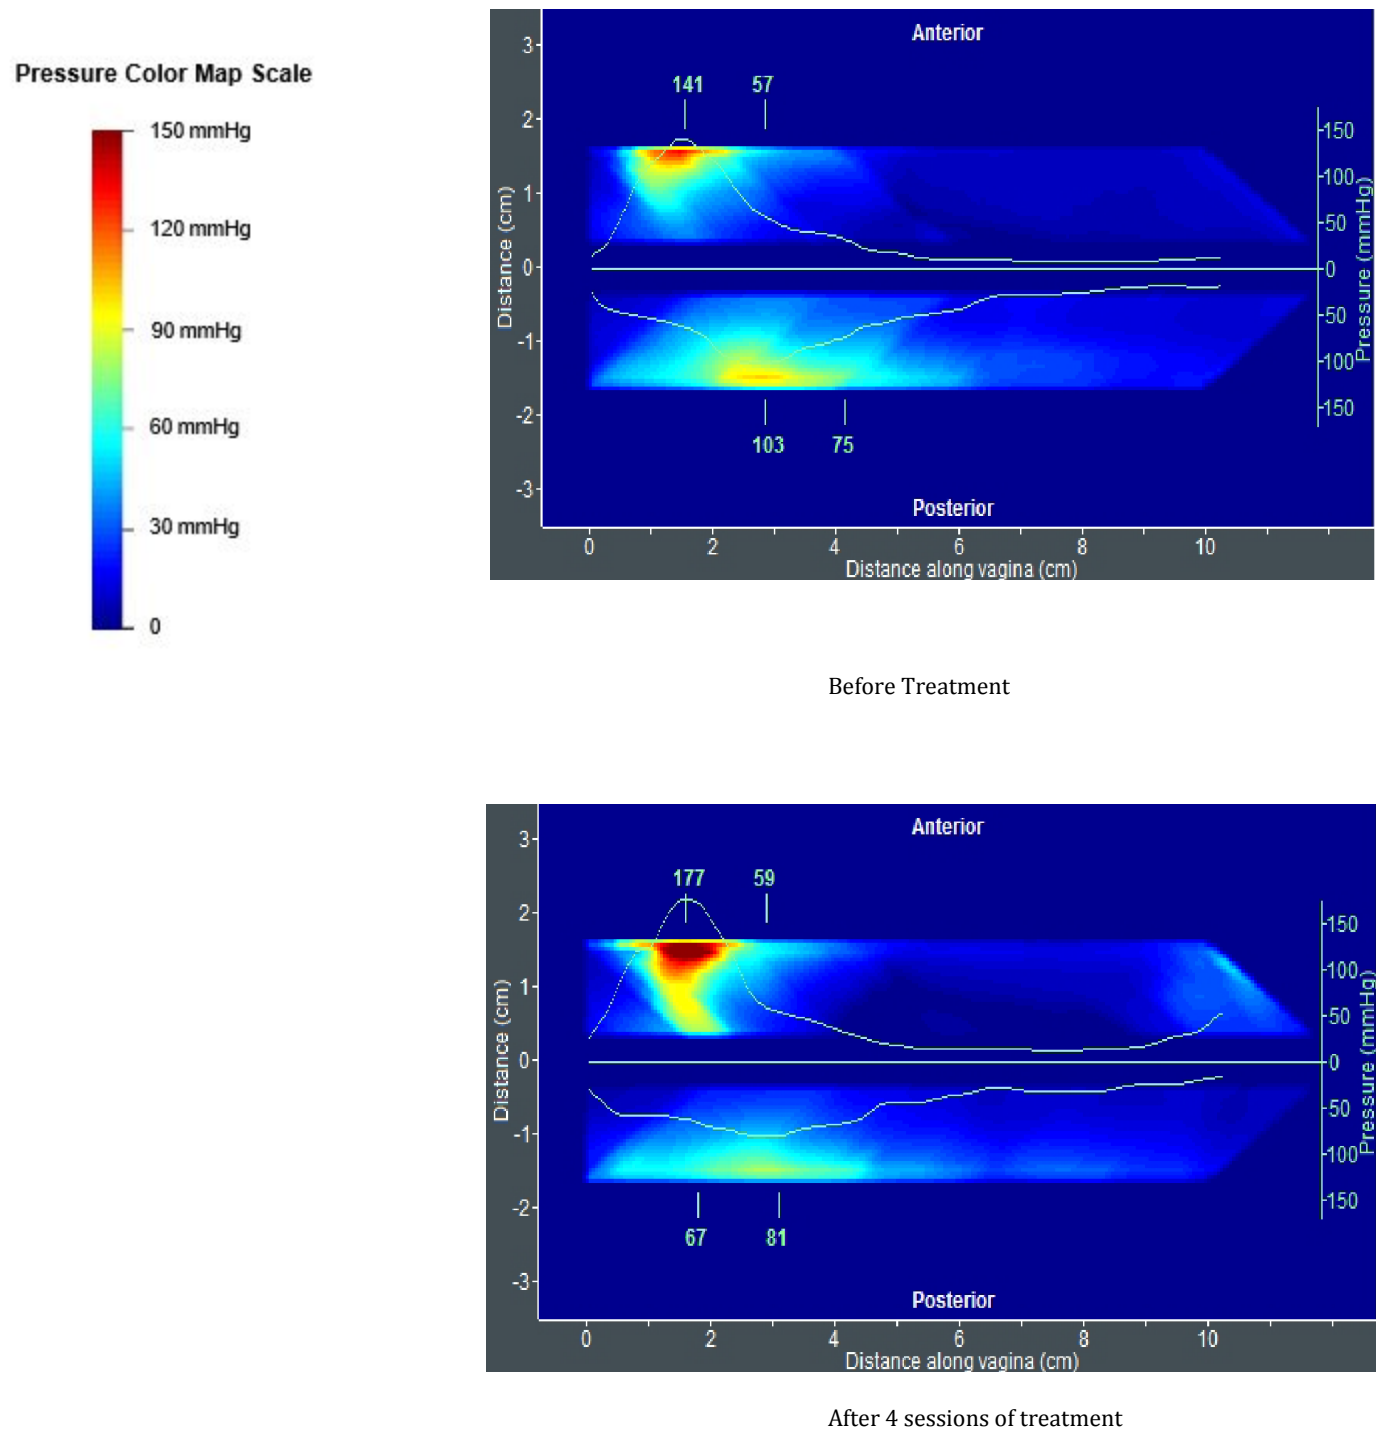 Pressure Color Map Scale
150 mmHg
120 mmHg
90 mmHg
60 mmHg
30 mmHg
0
Anterior
141 57
3
2
1
0
-1
-2
-3
Distance (cm)
150
100
50
0
50
100
150
Pressure (mmHg)
103 75
Posterior
0 2 4 6 8 10
Distance along vagina (cm)
Before Treatment
Anterior
177 59
3
2
1
0
-1
-2
-3
Distance (cm)
150
100
50
0
50
100
150
Pressure (mmHg)
67 81
Posterior
0 2 4 6 8 10
Distance along vagina (cm)
After 4 sessions of treatment